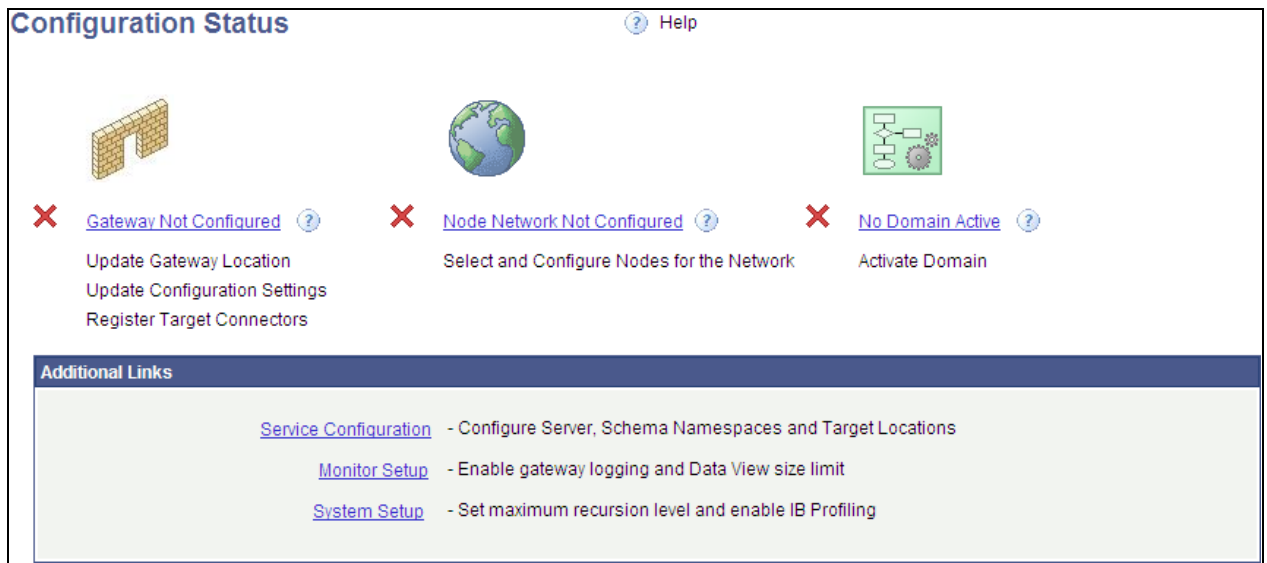 Configuration Status
? Help
Gateway Not Configured ?
Update Gateway Location
Update Configuration Settings
Register Target Connectors
Node Network Not Configured ?
Select and Configure Nodes for the Network
No Domain Active ?
Activate Domain
Additional Links
Service Configuration - Configure Server, Schema Namespaces and Target Locations
Monitor Setup - Enable gateway logging and Data View size limit
System Setup - Set maximum recursion level and enable IB Profiling